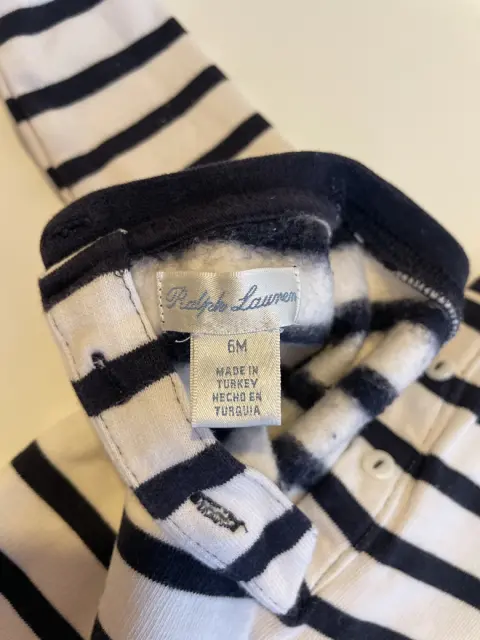 Ralph Lauren
6M
MADE IN
TURKEY
HECHO EN
TURQUIA